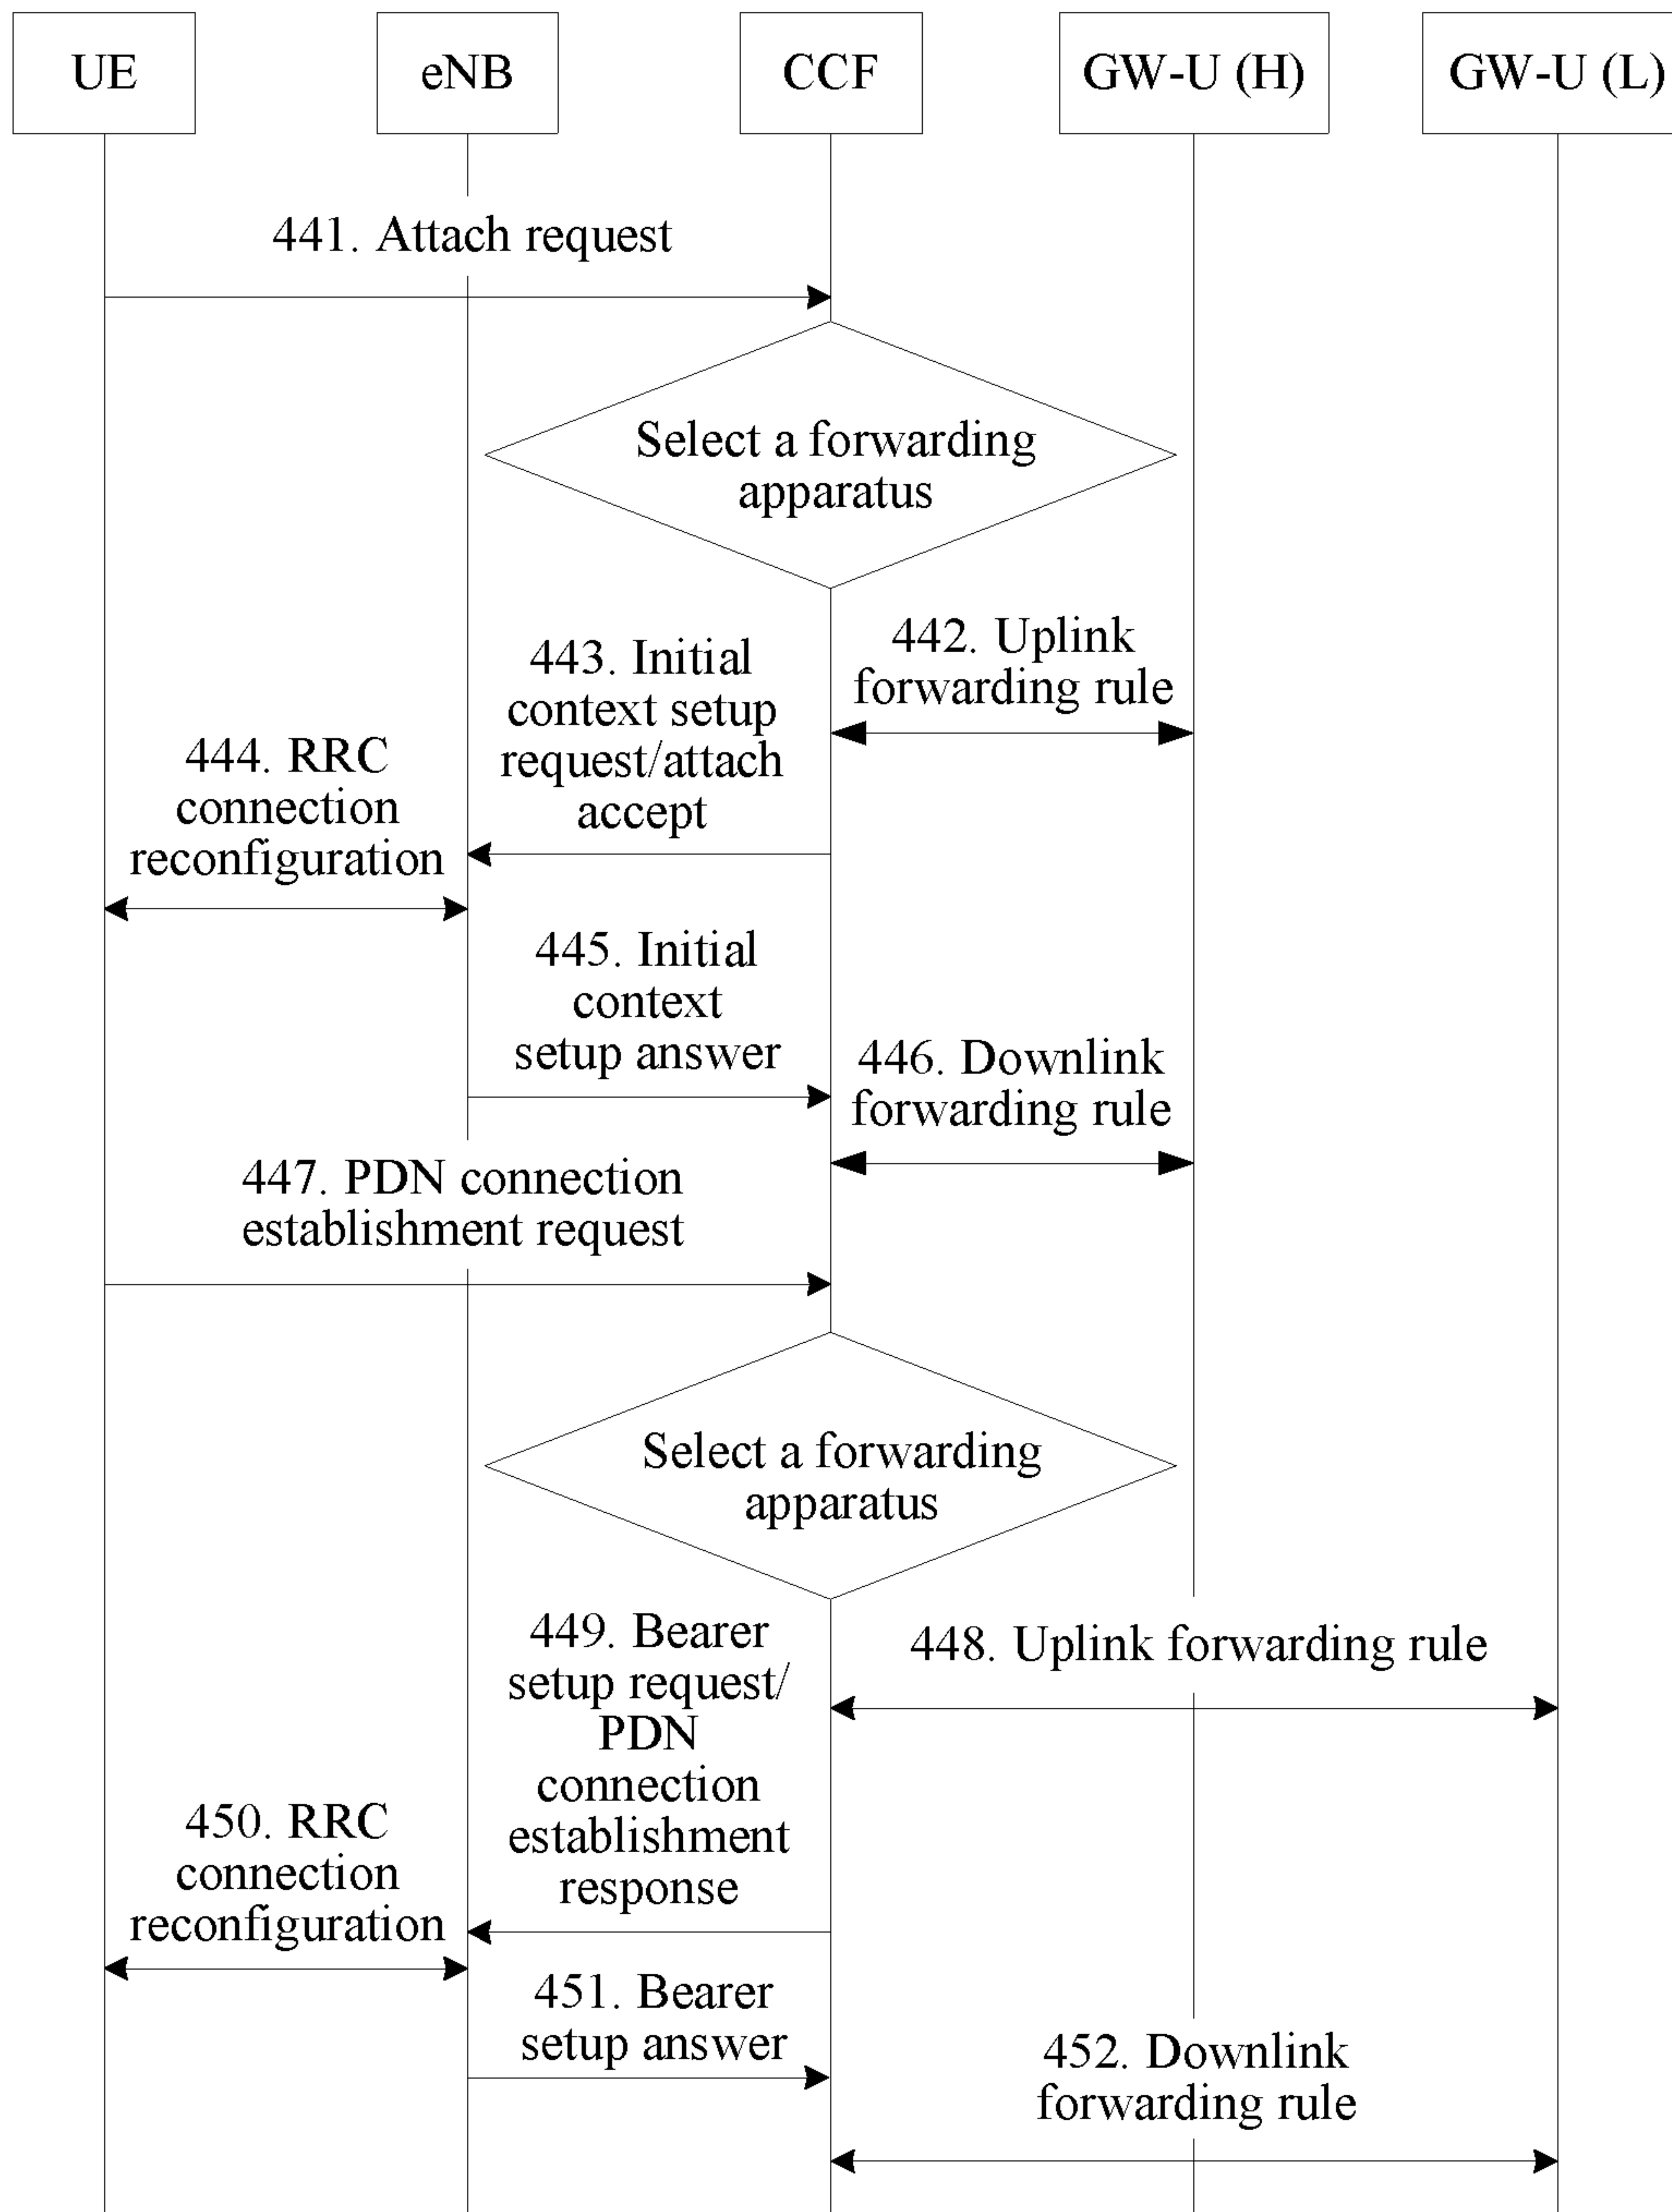 UE
eNB
CCF
GW-U (H)
GW-U (L)
441. Attach request
Select a forwarding
apparatus
442. Uplink
forwarding rule
443. Initial
context setup
request/attach
accept
444. RRC
connection
reconfiguration
445. Initial
context
setup answer
446. Downlink
forwarding rule
447. PDN connection
establishment request
Select a forwarding
apparatus
448. Uplink forwarding rule
449. Bearer
setup request/
PDN
connection
establishment
response
450. RRC
connection
reconfiguration
451. Bearer
setup answer
452. Downlink
forwarding rule